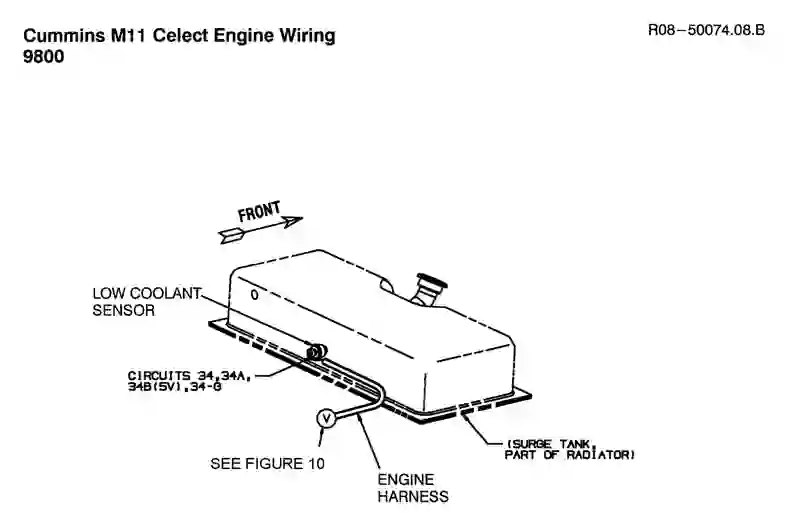 Cummins M11 Celect Engine Wiring
9800
R08-50074.08.B
FRONT
LOW COOLANT
SENSOR
CIRCUITS 34,34A,
34B(5V),34-G
V
SEE FIGURE 10
ENGINE
HARNESS
(SURGE TANK,
PART OF RADIATOR)